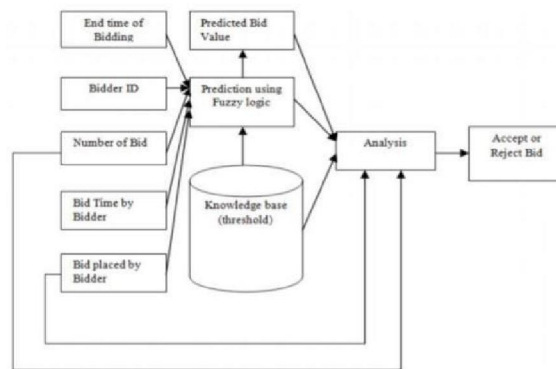 End time of
Bidding
Predicted Bid
Value
Bidder ID
Prediction using
Fuzzy logic
Number of Bid
Analysis
Accept or
Reject Bid
Bid Time by
Bidder
Knowledge base
(threshold)
Bid placed by
Bidder